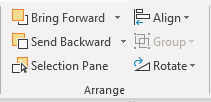 Bring Forward Align
Send Backward Group
Selection Pane Rotate
Arrange